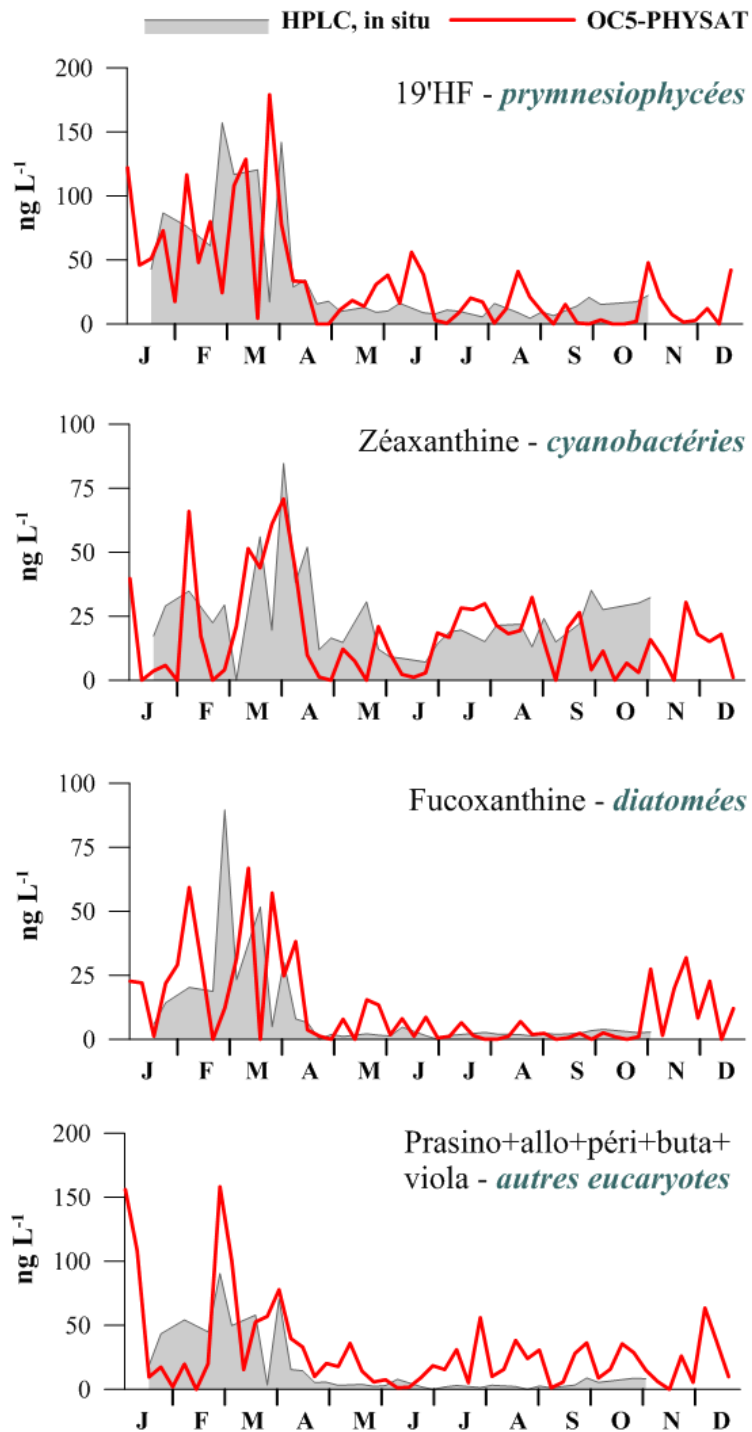 HPLC, in situ OC5-PHYSAT
19'HF - prymnesiophycées
200
150
100
50
0
ng L-1
J F M A M J J A S O N D
Zéaxanthine - cyanobactéries
100
75
50
25
0
ng L-1
J F M A M J J A S O N D
Fucoxanthine - diatomées
100
75
50
25
0
ng L-1
J F M A M J J A S O N D
Prasino+allo+péri+buta+
viola - autres eucaryotes
200
150
100
50
0
ng L-1
J F M A M J J A S O N D